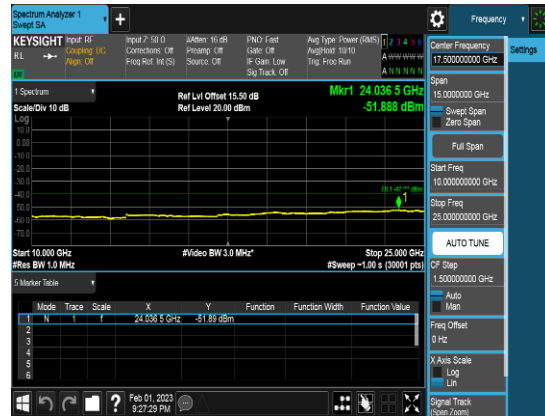 Spectrum Analyzer 1
Swept SA
+
Frequency
KEYSIGHT
RL
Input: RF
Coupling: DC
Align: Off
Input Z: 50 Ω
Corrections: Off
Freq Ref: Int (S)
#Atten: 16 dB
Preamp: Off
Source: Off
PNO: Fast
Gate: Off
IF Gain: Low
Sig Track: Off
Avg Type: Power (RMS)
Avg|Hold: 10/10
Trig: Free Run
1 2 3 4 5 6
A W W W W W
A N N N N N
1 Spectrum
Scale/Div 10 dB
Ref Lvl Offset 15.50 dB
Ref Level 20.00 dBm
Mkr1 24.036 5 GHz
-51.888 dBm
Log
10.0
0.00
-10.0
-20.0
-30.0
-40.0
-50.0
-60.0
-70.0
1
Start 10.000 GHz
#Res BW 1.0 MHz
#Video BW 3.0 MHz*
Stop 25.000 GHz
#Sweep ~1.00 s (30001 pts)
5 Marker Table
Mode Trace Scale X Y Function Function Width Function Value
1 N 1 f 24.036 5 GHz -51.89 dBm
2
3
4
5
6
Feb 01, 2023
9:27:29 PM
Center Frequency
17.500000000 GHz
Settings
Span
15.0000000 GHz
Swept Span
Zero Span
Full Span
Start Freq
10.000000000 GHz
Stop Freq
25.000000000 GHz
AUTO TUNE
CF Step
1.500000000 GHz
Auto
Man
Freq Offset
0 Hz
X Axis Scale
Log
Lin
Signal Track
(Span Zoom)